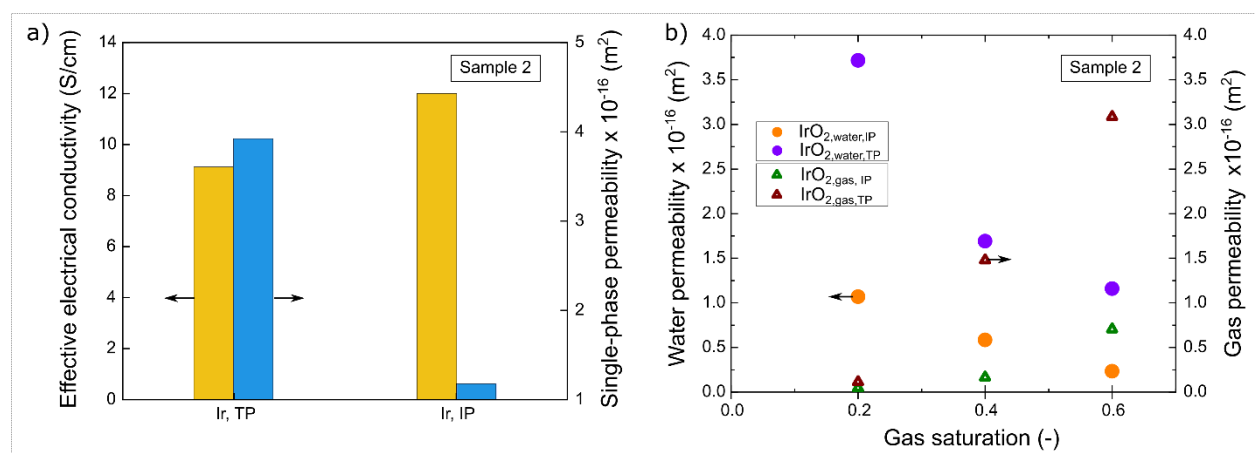 a)
Effective electrical conductivity (S/cm)
14
12
10
8
6
4
2
0
Sample 2
5
4
3
2
1
Single-phase permeability x 10⁻¹⁶ (m²)
Ir, TP
Ir, IP
b)
Water permeability x 10⁻¹⁶ (m²)
4.0
3.5
3.0
2.5
2.0
1.5
1.0
0.5
0.0
Sample 2
IrO₂,water,IP
IrO₂,water,TP
IrO₂,gas, IP
IrO₂,gas,TP
4.0
3.5
3.0
2.5
2.0
1.5
1.0
0.5
0.0
Gas permeability x10⁻¹⁶ (m²)
0.0
0.2
0.4
0.6
Gas saturation (-)